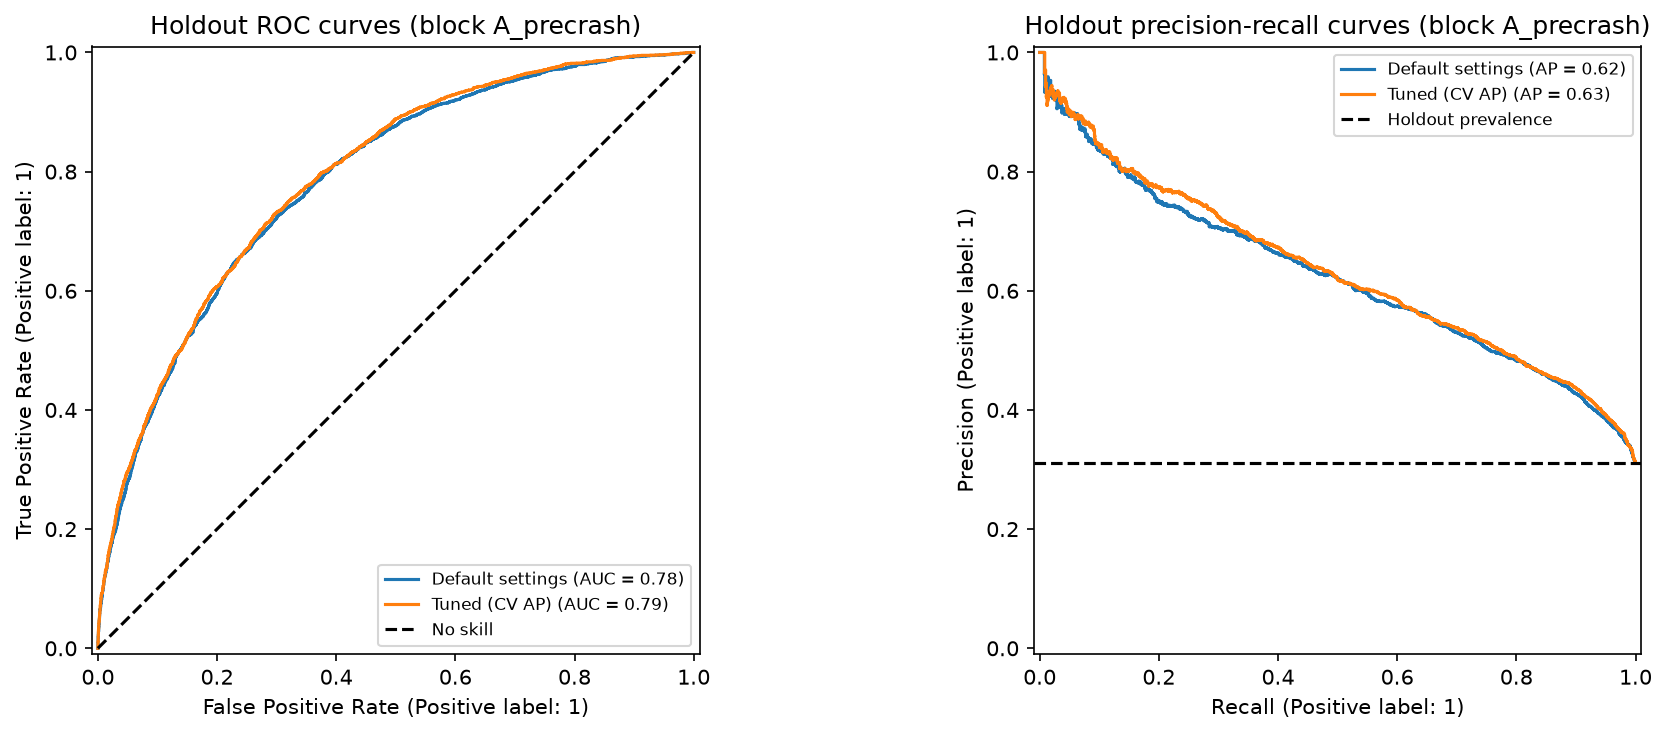 Holdout ROC curves (block A_precrash)
True Positive Rate (Positive label: 1)
1.0
0.8
0.6
0.4
0.2
0.0
Default settings (AUC = 0.78)
Tuned (CV AP) (AUC = 0.79)
No skill
0.0 0.2 0.4 0.6 0.8 1.0
False Positive Rate (Positive label: 1)
Holdout precision-recall curves (block A_precrash)
Precision (Positive label: 1)
1.0
0.8
0.6
0.4
0.2
0.0
Default settings (AP = 0.62)
Tuned (CV AP) (AP = 0.63)
Holdout prevalence
0.0 0.2 0.4 0.6 0.8 1.0
Recall (Positive label: 1)